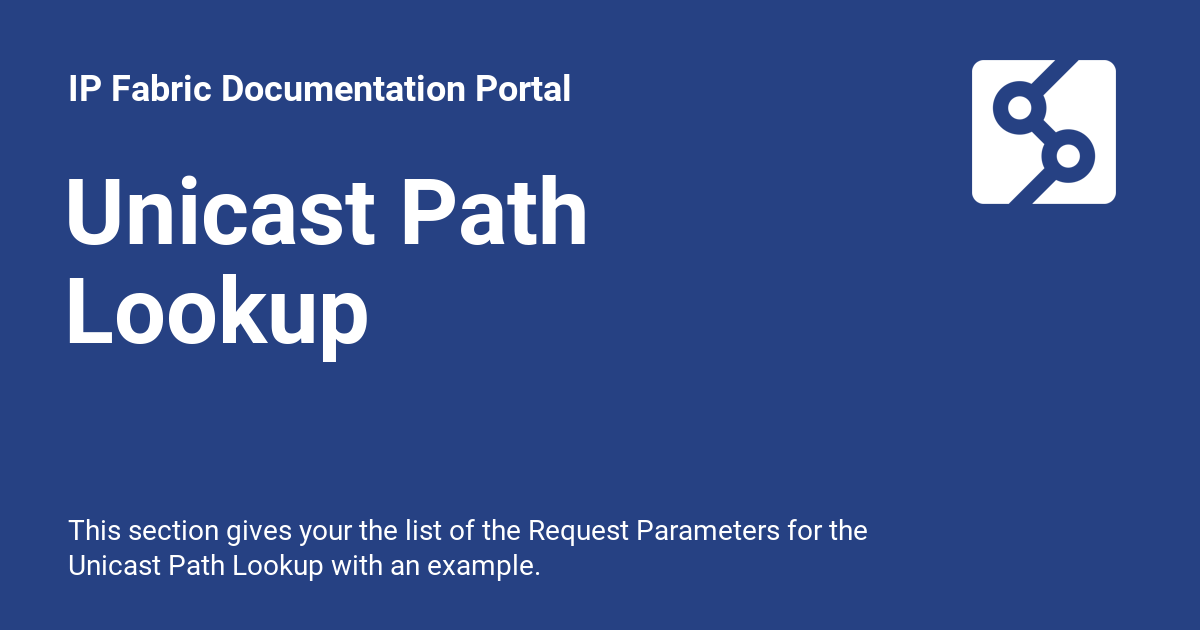 IP Fabric Documentation Portal
Unicast Path
Lookup
This section gives your the list of the Request Parameters for the
Unicast Path Lookup with an example.